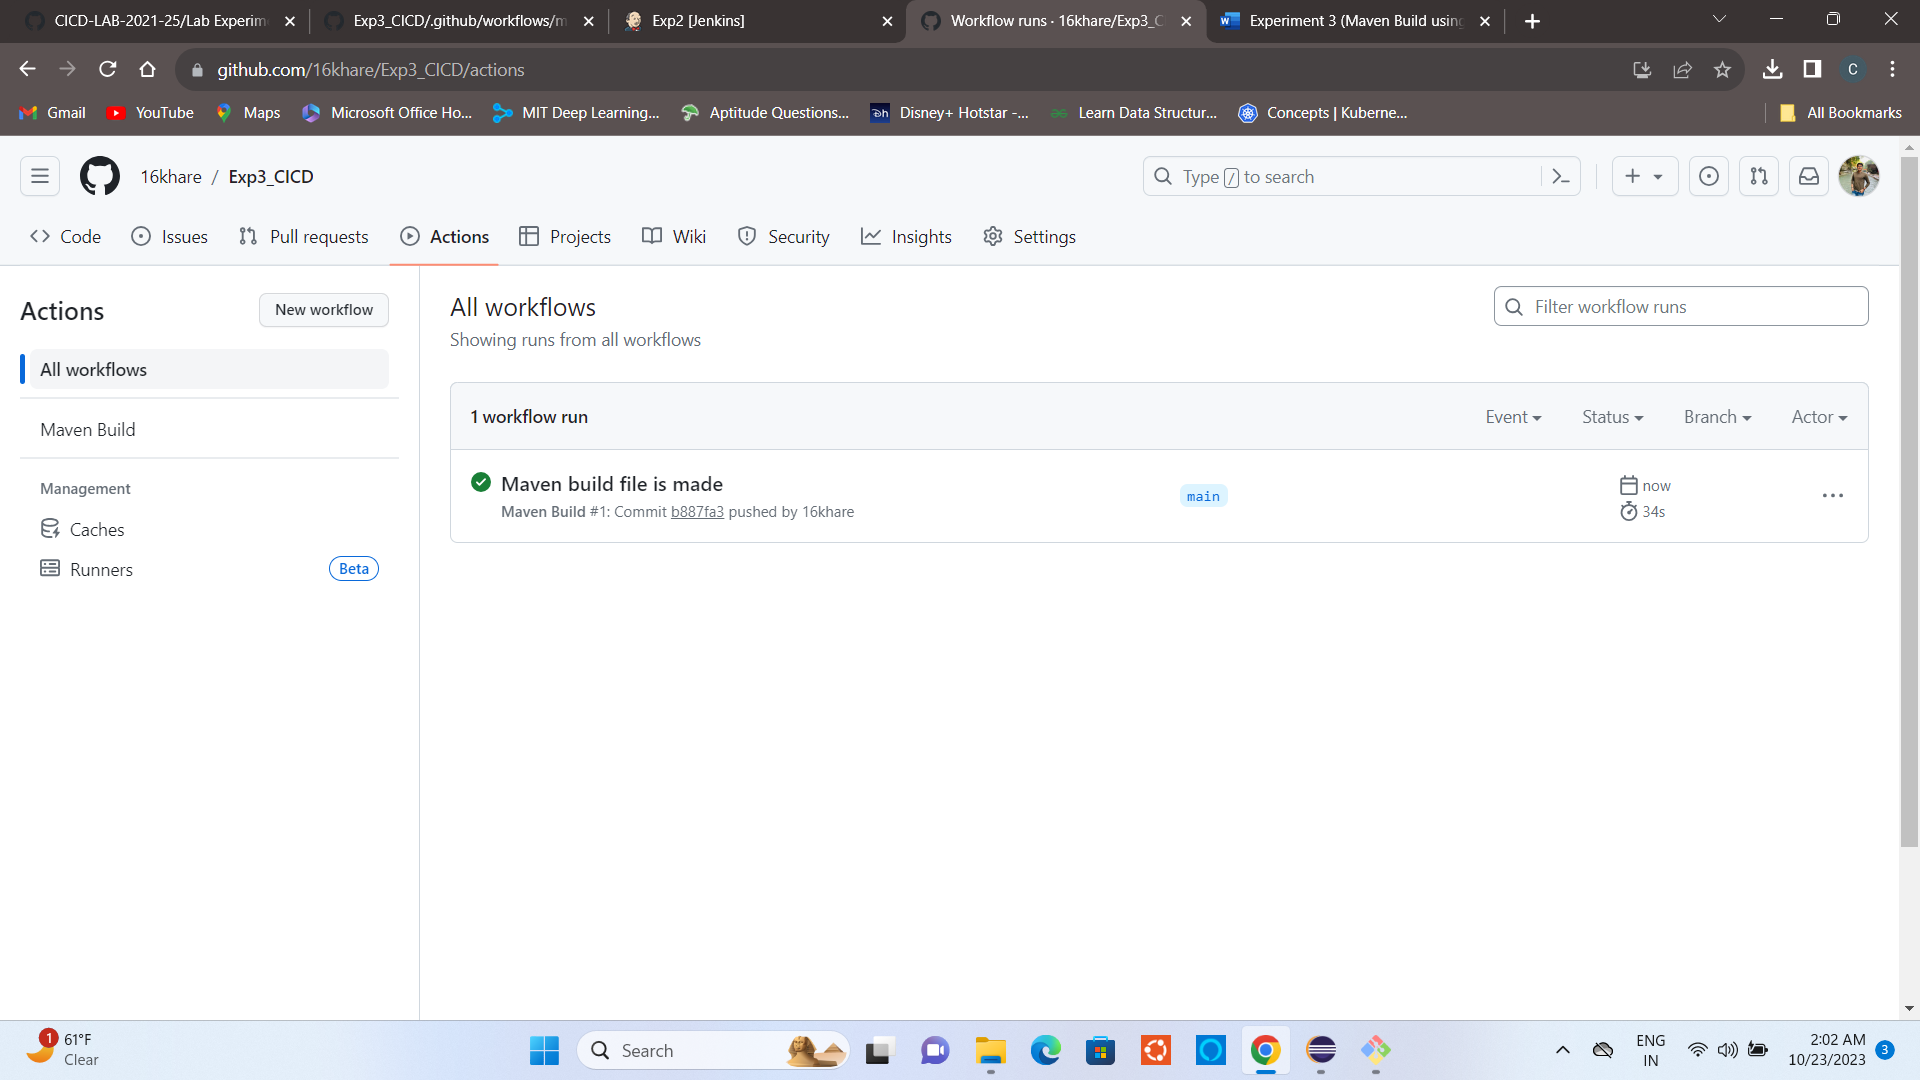 CICD-LAB-2021-25/Lab Experim
Exp3_CICD/.github/workflows/m
Exp2 [Jenkins]
Workflow runs · 16khare/Exp3_C
Experiment 3 (Maven Build using
github.com/16khare/Exp3_CICD/actions
C
Gmail
YouTube
Maps
Microsoft Office Ho...
MIT Deep Learning...
Aptitude Questions...
Disney+ Hotstar -...
Learn Data Structur...
Concepts | Kuberne...
All Bookmarks
16khare / Exp3_CICD
Type / to search
Code
Issues
Pull requests
Actions
Projects
Wiki
Security
Insights
Settings
Actions
New workflow
All workflows
Maven Build
Management
Caches
Runners
Beta
All workflows
Showing runs from all workflows
Filter workflow runs
1 workflow run
Event
Status
Branch
Actor
Maven build file is made
Maven Build #1: Commit b887fa3 pushed by 16khare
main
now
34s
1
61°F
Clear
Search
ENG
IN
2:02 AM
10/23/2023
3